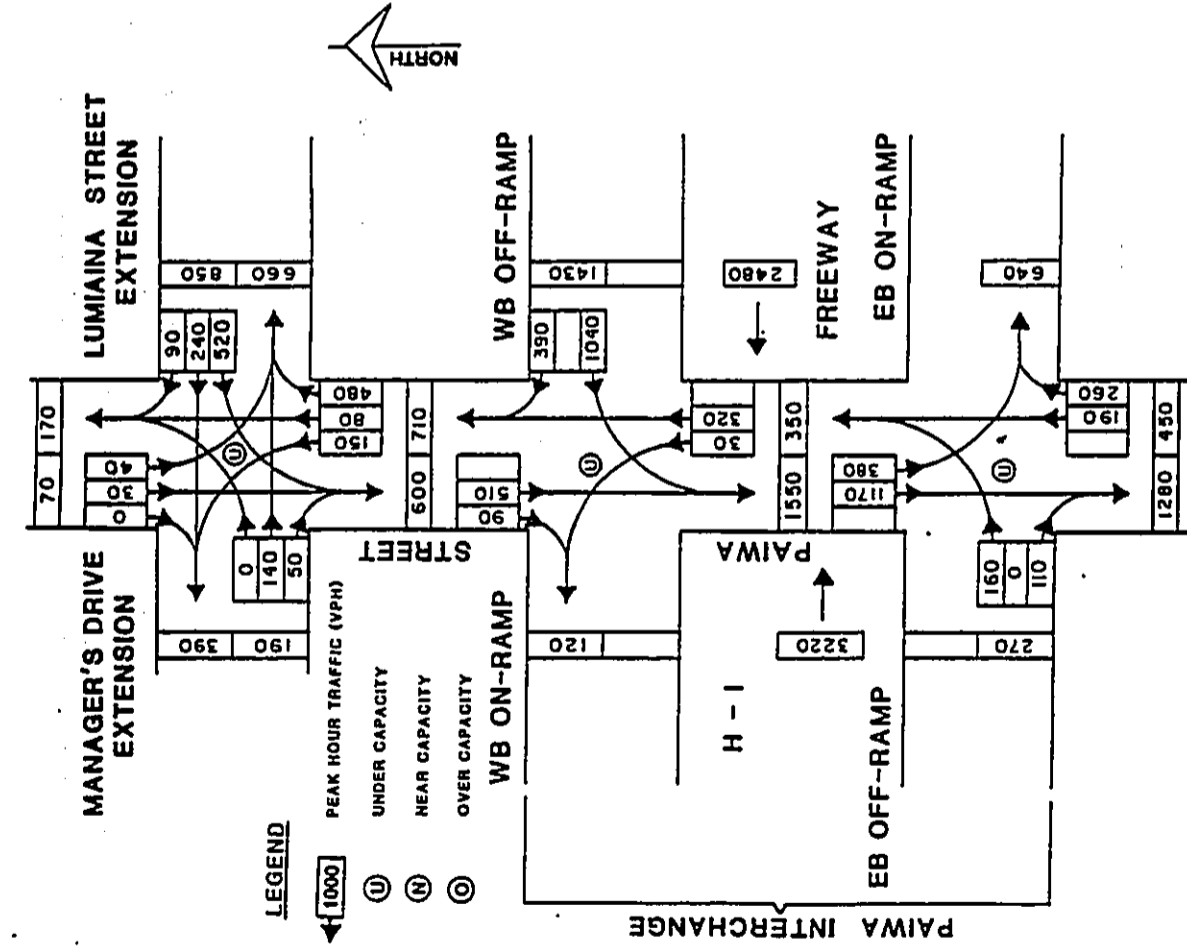 MANAGER'S DRIVE
EXTENSION
LUMIAINA STREET
EXTENSION
NORTH
70
170
0
30
40
90
240
520
850
660
390
190
0
140
50
150
80
480
600
710
STREET
LEGEND
1000
PEAK HOUR TRAFFIC (VPH)
U
UNDER CAPACITY
N
NEAR CAPACITY
O
OVER CAPACITY
U
WB ON-RAMP
WB OFF-RAMP
90
510
390
1040
1430
120
U
30
320
H - 1
FREEWAY
2480
3220
PAIWA
1550
350
EB OFF-RAMP
EB ON-RAMP
1170
380
640
160
0
110
270
U
190
260
1280
450
PAIWA INTERCHANGE